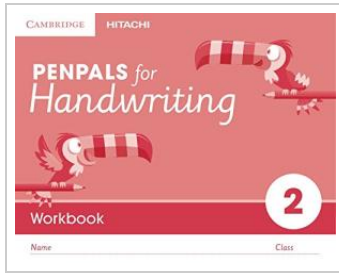 CAMBRIDGE HITACHI
PENPALS for
Handwriting
2
Workbook
Name Class